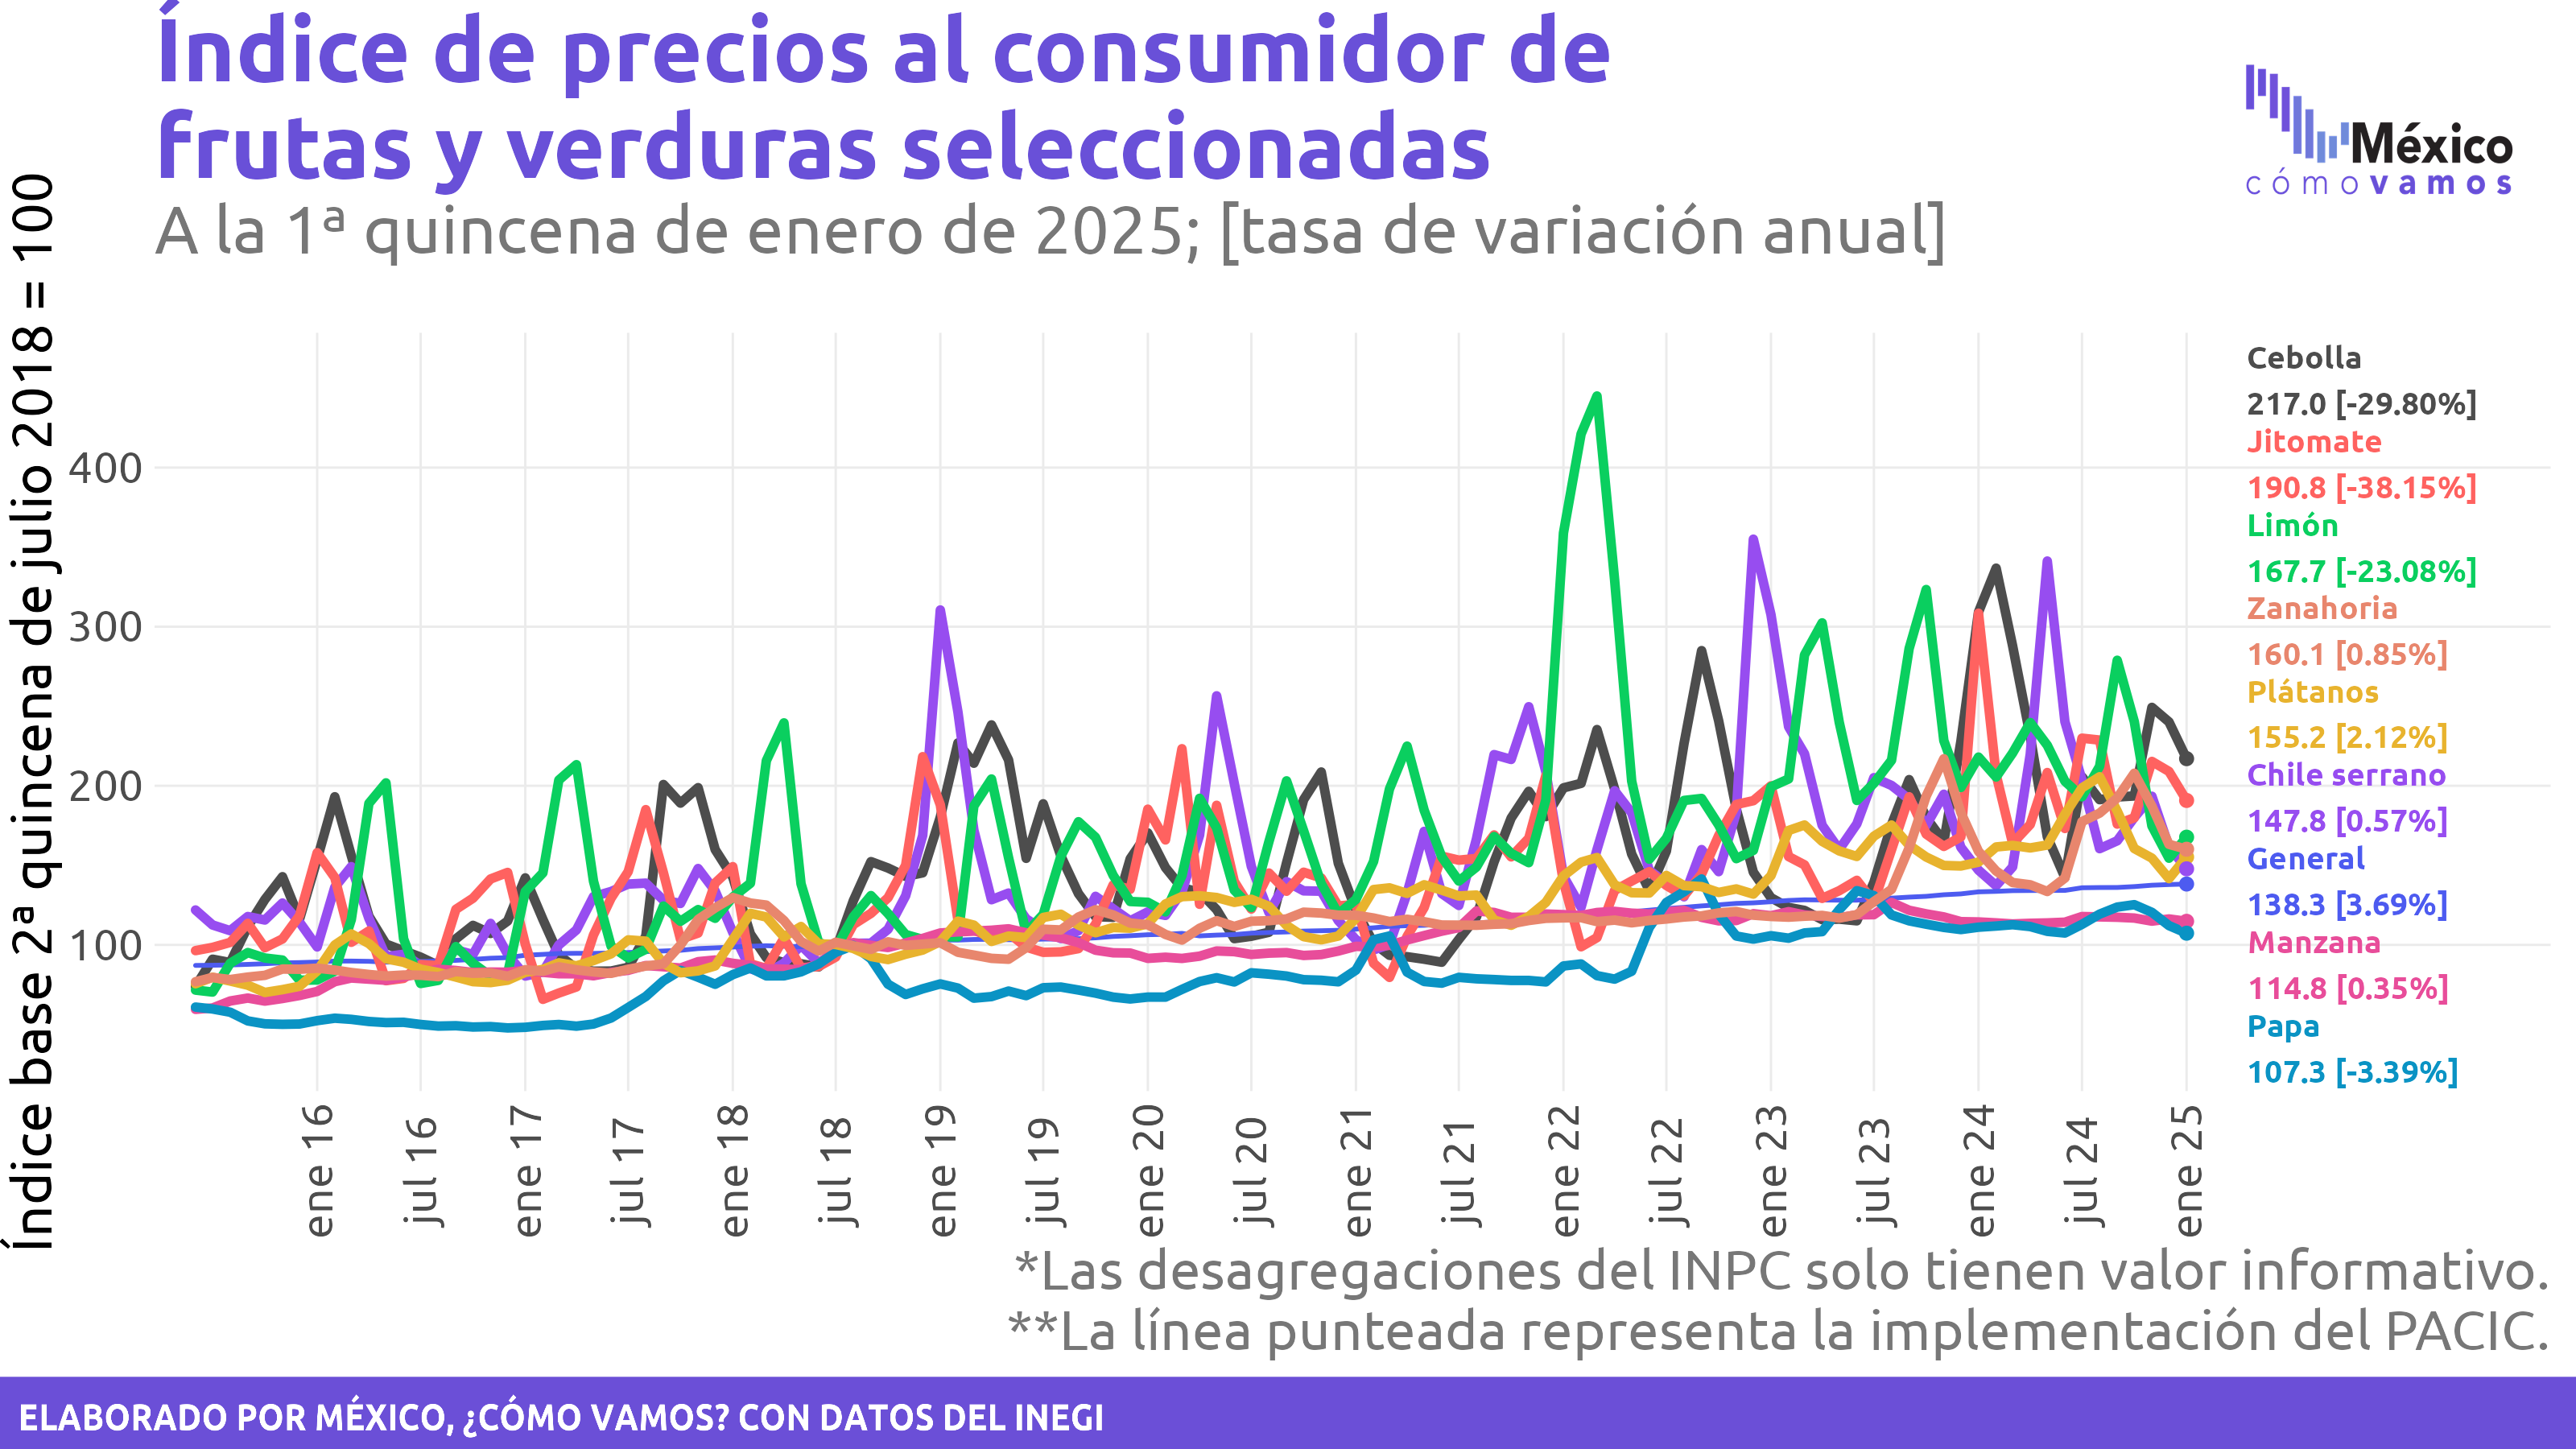 Índice de precios al consumidor de
frutas y verduras seleccionadas
A la 1ª quincena de enero de 2025; [tasa de variación anual]
México
cómo vamos
Índice base 2ª quincena de julio 2018 = 100
400
300
200
100
Cebolla
217.0 [-29.80%]
Jitomate
190.8 [-38.15%]
Limón
167.7 [-23.08%]
Zanahoria
160.1 [0.85%]
Plátanos
155.2 [2.12%]
Chile serrano
147.8 [0.57%]
General
138.3 [3.69%]
Manzana
114.8 [0.35%]
Papa
107.3 [-3.39%]
ene 16
jul 16
ene 17
jul 17
ene 18
jul 18
ene 19
jul 19
ene 20
jul 20
ene 21
jul 21
ene 22
jul 22
ene 23
jul 23
ene 24
jul 24
ene 25
*Las desagregaciones del INPC solo tienen valor informativo.
**La línea punteada representa la implementación del PACIC.
ELABORADO POR MÉXICO, ¿CÓMO VAMOS? CON DATOS DEL INEGI